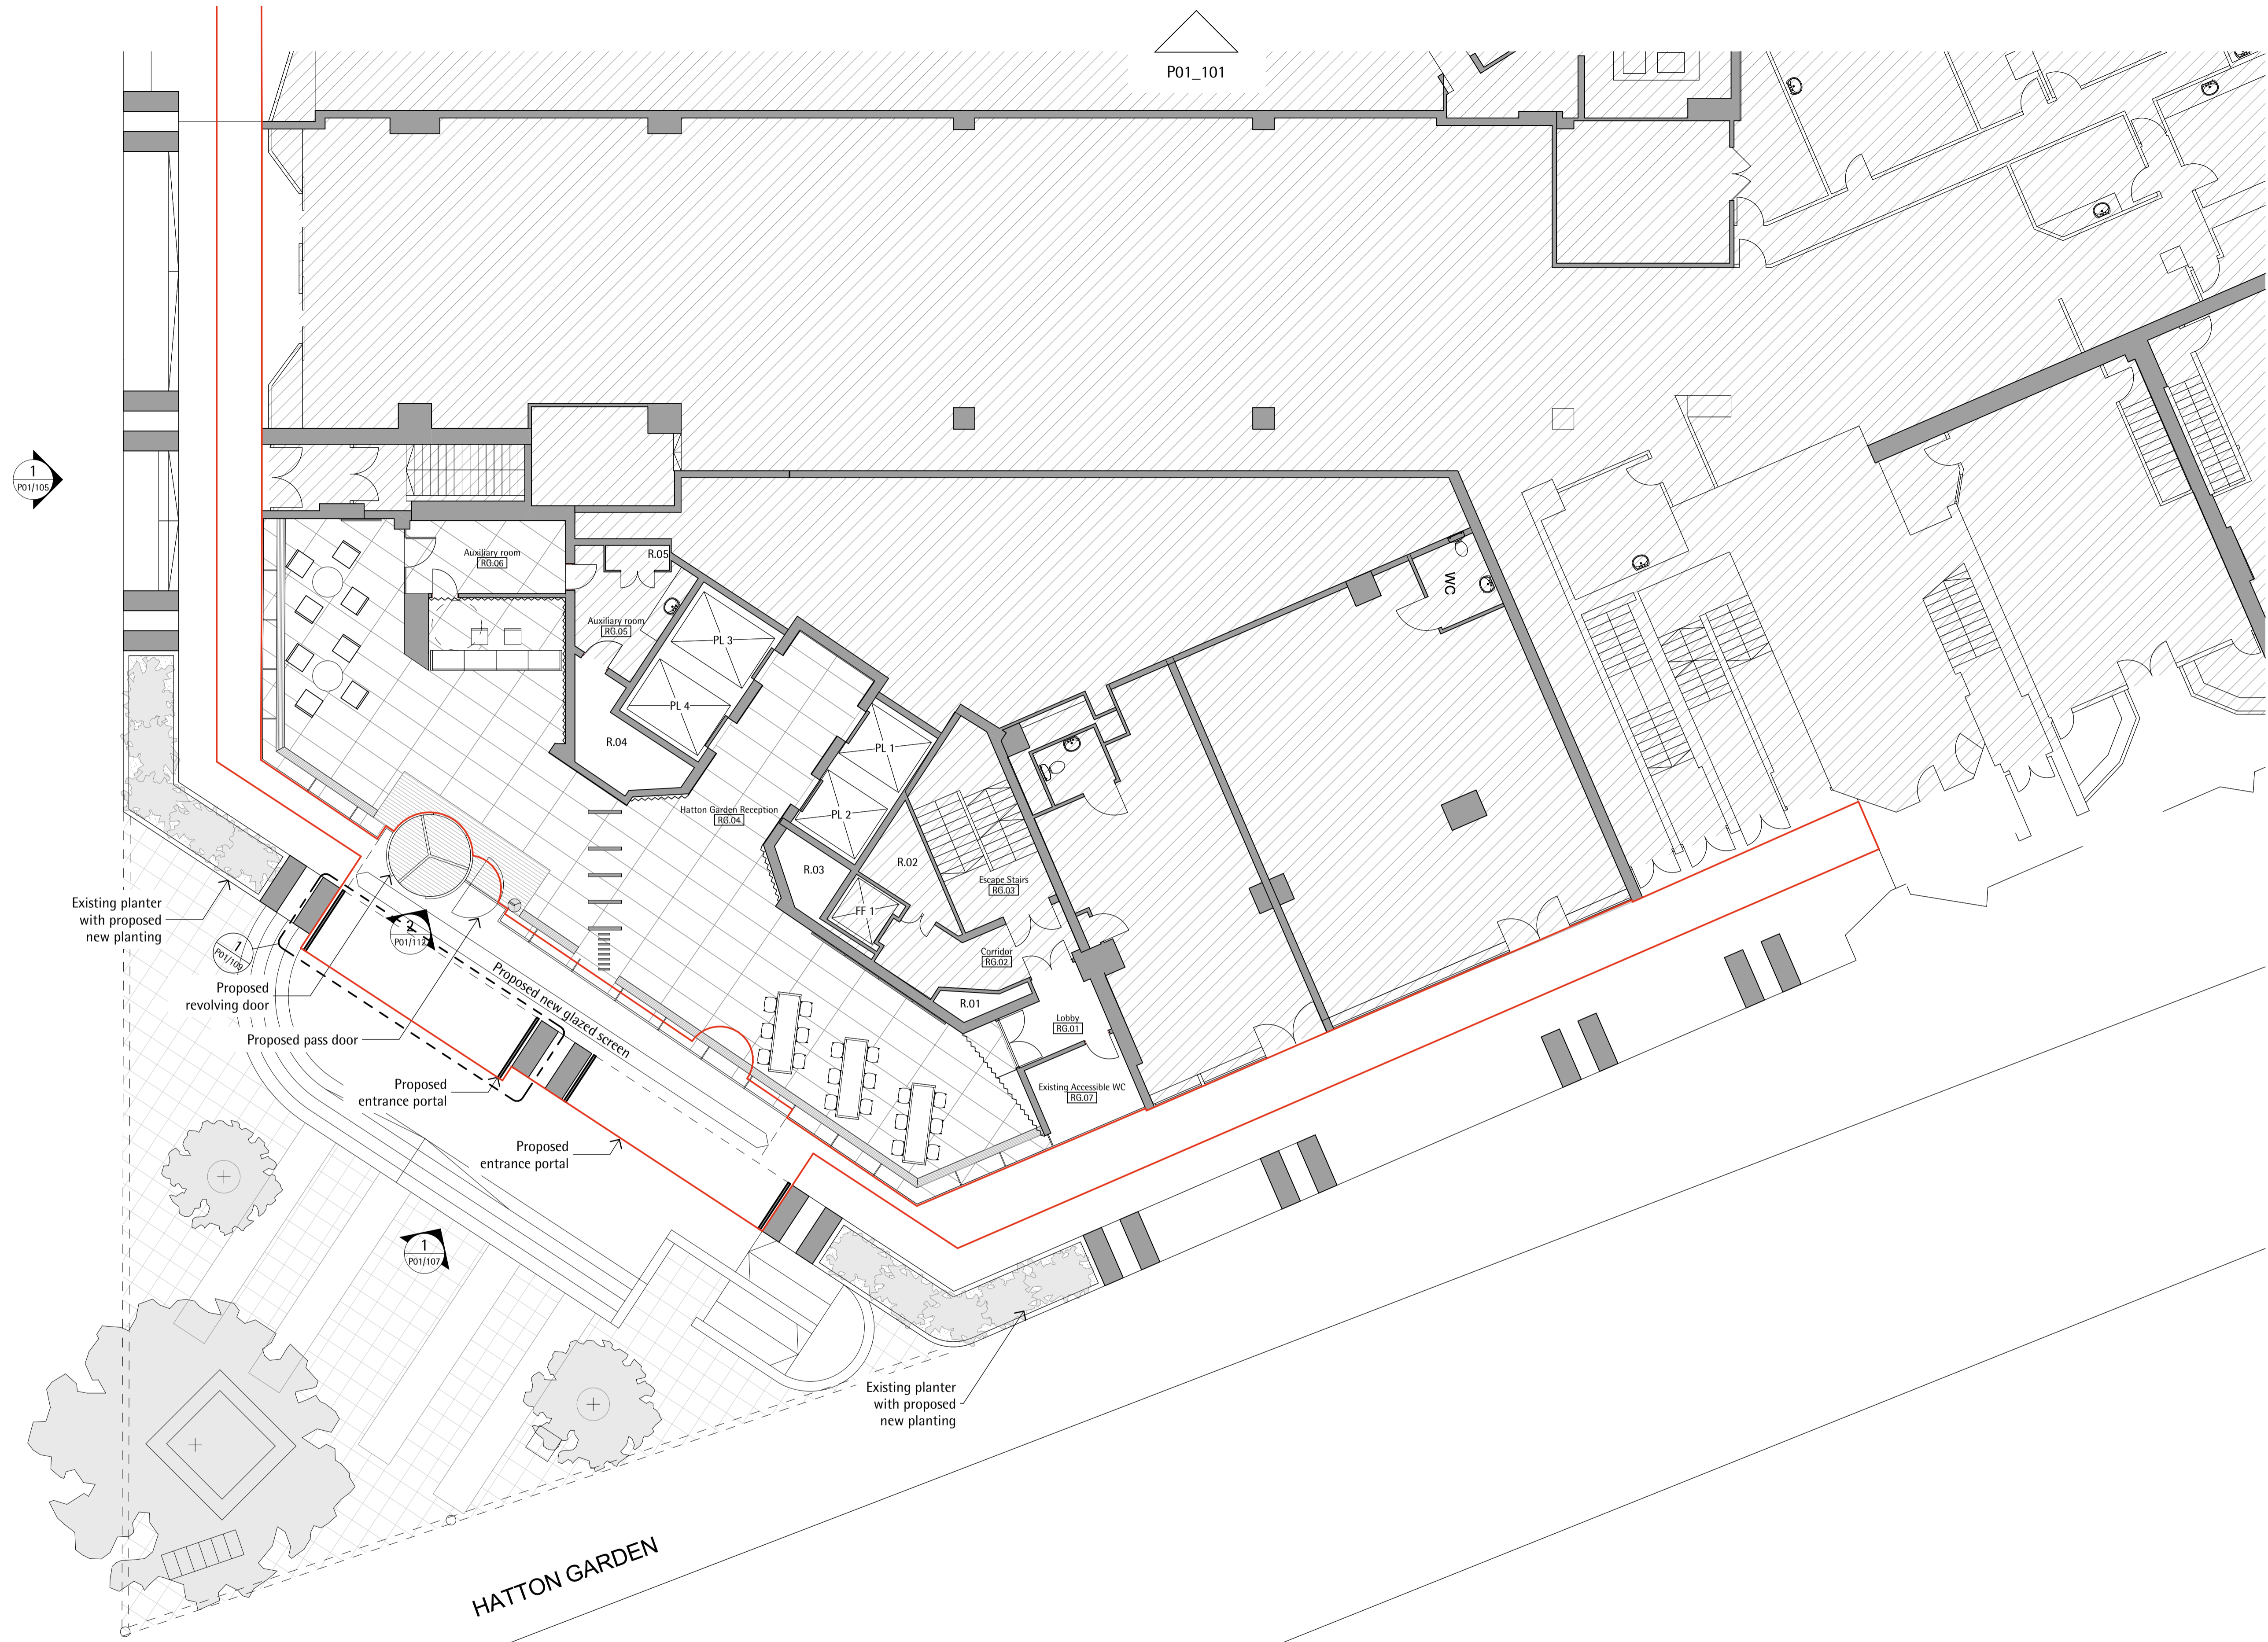 P01_101
1
P01/105
Auxiliary room
RG.06
R.05
Auxiliary room
RG.05
PL 3
PL 4
R.04
WC
PL 1
PL 2
Hatton Garden Reception
RG.04
R.03
R.02
FF 1
Escape Stairs
RG.03
Corridor
RG.02
R.01
Lobby
RG.01
Existing Accessible WC
RG.07
Existing planter
with proposed
new planting
1
P01/109
2
P01/112
Proposed
revolving door
Proposed new glazed screen
Proposed pass door
Proposed
entrance portal
Proposed
entrance portal
1
P01/107
Existing planter
with proposed
new planting
HATTON GARDEN